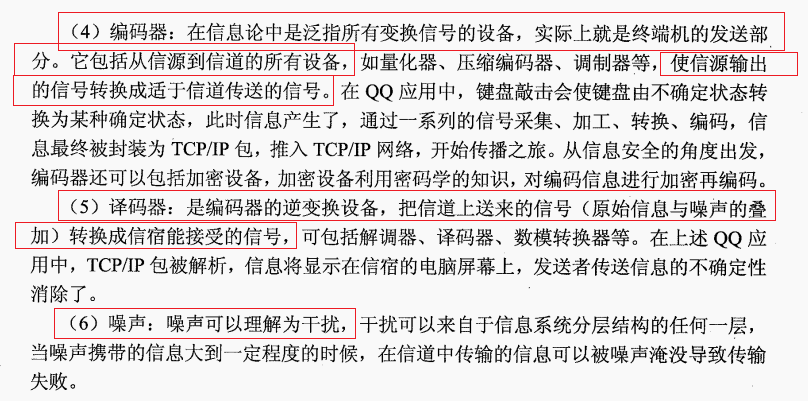 （4）编码器：在信息论中是泛指所有变换信号的设备，实际上就是终端机的发送部
分。它包括从信源到信道的所有设备，如量化器、压缩编码器、调制器等，使信源输出
的信号转换成适于信道传送的信号。在 QQ 应用中，键盘敲击会使键盘由不确定状态转
换为某种确定状态，此时信息产生了，通过一系列的信号采集、加工、转换、编码，信
息最终被封装为 TCP/IP 包，推入 TCP/IP 网络，开始传播之旅。从信息安全的角度出发，
编码器还可以包括加密设备，加密设备利用密码学的知识，对编码信息进行加密再编码。
（5）译码器：是编码器的逆变换设备，把信道上送来的信号（原始信息与噪声的叠
加）转换成信宿能接受的信号，可包括解调器、译码器、数模转换器等。在上述 QQ 应
用中，TCP/IP 包被解析，信息将显示在信宿的电脑屏幕上，发送者传送信息的不确定性
消除了。
（6）噪声：噪声可以理解为干扰，干扰可以来自于信息系统分层结构的任何一层，
当噪声携带的信息大到一定程度的时候，在信道中传输的信息可以被噪声淹没导致传输
失败。